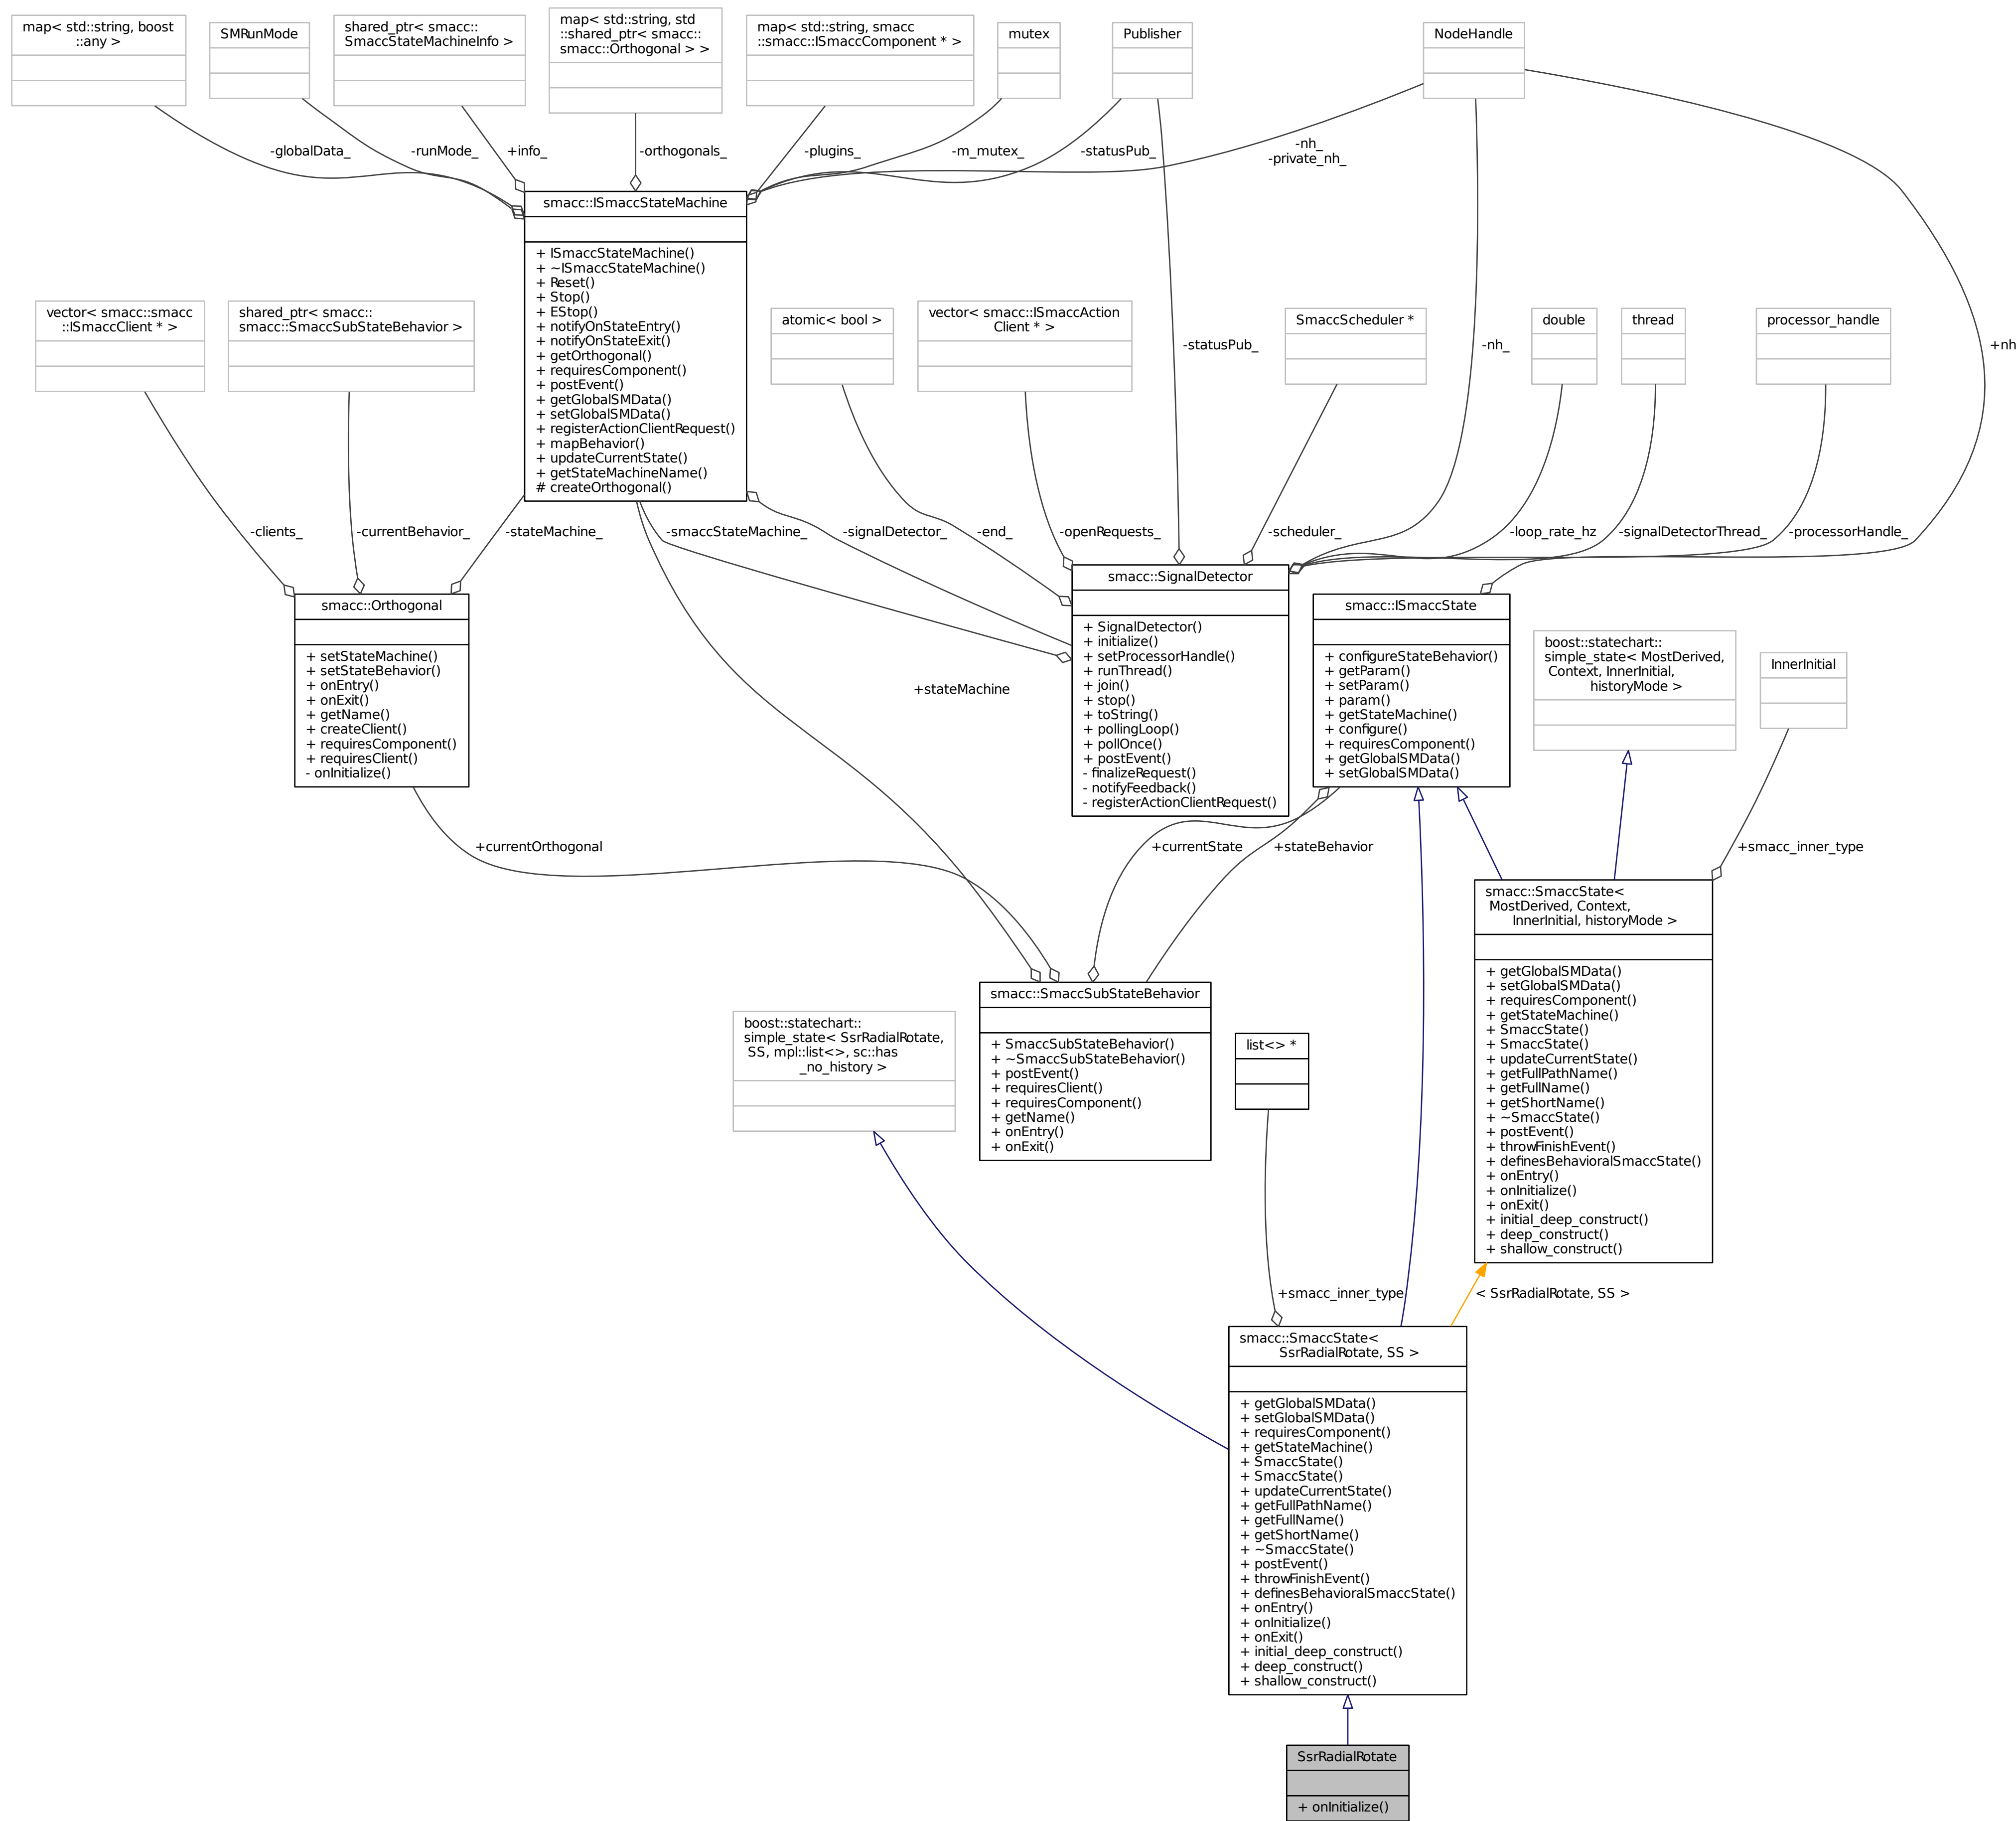 map< std::string, boost
::any >
SMRunMode
shared_ptr< smacc::
SmaccStateMachineInfo >
map< std::string, std
::shared_ptr< smacc::
smacc::Orthogonal > >
map< std::string, smacc
::smacc::ISmaccComponent * >
mutex
Publisher
NodeHandle
-globalData_
-runMode_
+info_
-orthogonals_
-plugins_
-m_mutex_
-statusPub_
-nh_
-private_nh_
smacc::ISmaccStateMachine
+ ISmaccStateMachine()
+ ~ISmaccStateMachine()
+ Reset()
+ Stop()
+ EStop()
+ notifyOnStateEntry()
+ notifyOnStateExit()
+ getOrthogonal()
+ requiresComponent()
+ postEvent()
+ getGlobalSMData()
+ setGlobalSMData()
+ registerActionClientRequest()
+ mapBehavior()
+ updateCurrentState()
+ getStateMachineName()
# createOrthogonal()
vector< smacc::smacc
::ISmaccClient * >
shared_ptr< smacc::
smacc::SmaccSubStateBehavior >
atomic< bool >
vector< smacc::ISmaccAction
Client * >
SmaccScheduler *
double
thread
processor_handle
-statusPub_
-nh_
+nh
-clients_
-currentBehavior_
-stateMachine_
-smaccStateMachine_
-signalDetector_
-end_
-openRequests_
-scheduler_
-loop_rate_hz
-signalDetectorThread_
-processorHandle_
smacc::Orthogonal
+ setStateMachine()
+ setStateBehavior()
+ onEntry()
+ onExit()
+ getName()
+ createClient()
+ requiresComponent()
+ requiresClient()
- onInitialize()
smacc::SignalDetector
+ SignalDetector()
+ initialize()
+ setProcessorHandle()
+ runThread()
+ join()
+ stop()
+ toString()
+ pollingLoop()
+ pollOnce()
+ postEvent()
- finalizeRequest()
- notifyFeedback()
- registerActionClientRequest()
smacc::ISmaccState
+ configureStateBehavior()
+ getParam()
+ setParam()
+ param()
+ getStateMachine()
+ configure()
+ requiresComponent()
+ getGlobalSMData()
+ setGlobalSMData()
boost::statechart::
simple_state< MostDerived,
Context, InnerInitial,
historyMode >
InnerInitial
+stateMachine
+currentOrthogonal
+currentState
+stateBehavior
+smacc_inner_type
smacc::SmaccState<
MostDerived, Context,
InnerInitial, historyMode >
+ getGlobalSMData()
+ setGlobalSMData()
+ requiresComponent()
+ getStateMachine()
+ SmaccState()
+ SmaccState()
+ updateCurrentState()
+ getFullPathName()
+ getFullName()
+ getShortName()
+ ~SmaccState()
+ postEvent()
+ throwFinishEvent()
+ definesBehavioralSmaccState()
+ onEntry()
+ onInitialize()
+ onExit()
+ initial_deep_construct()
+ deep_construct()
+ shallow_construct()
smacc::SmaccSubStateBehavior
+ SmaccSubStateBehavior()
+ ~SmaccSubStateBehavior()
+ postEvent()
+ requiresClient()
+ requiresComponent()
+ getName()
+ onEntry()
+ onExit()
boost::statechart::
simple_state< SsrRadialRotate,
SS, mpl::list<>, sc::has
_no_history >
list<> *
+smacc_inner_type
< SsrRadialRotate, SS >
smacc::SmaccState<
SsrRadialRotate, SS >
+ getGlobalSMData()
+ setGlobalSMData()
+ requiresComponent()
+ getStateMachine()
+ SmaccState()
+ SmaccState()
+ updateCurrentState()
+ getFullPathName()
+ getFullName()
+ getShortName()
+ ~SmaccState()
+ postEvent()
+ throwFinishEvent()
+ definesBehavioralSmaccState()
+ onEntry()
+ onInitialize()
+ onExit()
+ initial_deep_construct()
+ deep_construct()
+ shallow_construct()
SsrRadialRotate
+ onInitialize()